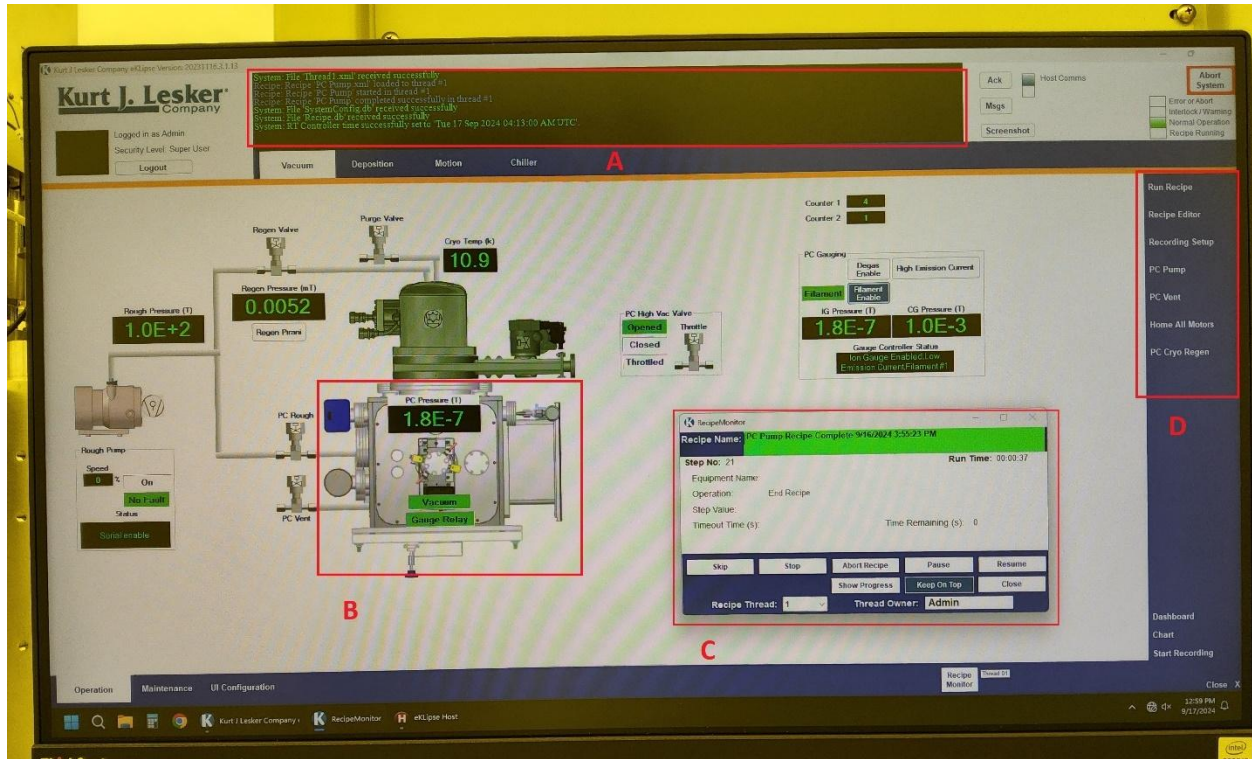 Kurt J Lesker Company eKLipse Version: 20231116.3.1.13
Kurt J. Lesker
Company
Logged in as Admin
Security Level: Super User
Logout
System: File 'Thread1.xml' received successfully
Recipe: Recipe 'PC Pump.xml' loaded to thread #1
Recipe: Recipe 'PC Pump' started in thread #1
Recipe: Recipe 'PC Pump' completed successfully in thread #1
System: File 'SystemConfig.db' received successfully
System: File 'Recipe.db' received successfully
System: RT Controller time successfully set to 'Tue 17 Sep 2024 04:13:00 AM UTC'.
A
Ack
Host Comms
Msgs
Screenshot
Abort
System
Error or Abort
Interlock / Warning
Normal Operation
Recipe Running
Vacuum
Deposition
Motion
Chiller
Run Recipe
Recipe Editor
Recording Setup
PC Pump
PC Vent
Home All Motors
PC Cryo Regen
D
Counter 1 4
Counter 2 1
Purge Valve
Regen Valve
Cryo Temp (k)
10.9
Regen Pressure (mT)
0.0052
Regen Pirani
Rough Pressure (T)
1.0E+2
PC High Vac Valve
Opened
Closed
Throttled
Throttle
PC Gauging
Degas
Enable
High Emission Current
Filament
Filament
Enable
IG Pressure (T)
1.8E-7
CG Pressure (T)
1.0E-3
Gauge Controller Status
Ion Gauge Enabled,Low
Emission Current,Filament#1
PC Pressure (T)
1.8E-7
Vacuum
Gauge Relay
PC Rough
PC Vent
Rough Pump
Speed
0 %
On
No Fault
Status
Serial enable
B
RecipeMonitor
Recipe Name: PC Pump Recipe Complete 9/16/2024 3:55:23 PM
Step No: 21
Run Time: 00:00:37
Equipment Name:
Operation: End Recipe
Step Value:
Timeout Time (s):
Time Remaining (s): 0
Skip
Stop
Abort Recipe
Pause
Resume
Show Progress
Keep On Top
Close
Recipe Thread: 1
Thread Owner: Admin
C
Dashboard
Chart
Start Recording
Close X
Operation
Maintenance
UI Configuration
Recipe
Monitor
Thread 01
Kurt J Lesker Company
RecipeMonitor
eKLipse Host
12:59 PM
9/17/2024
intel